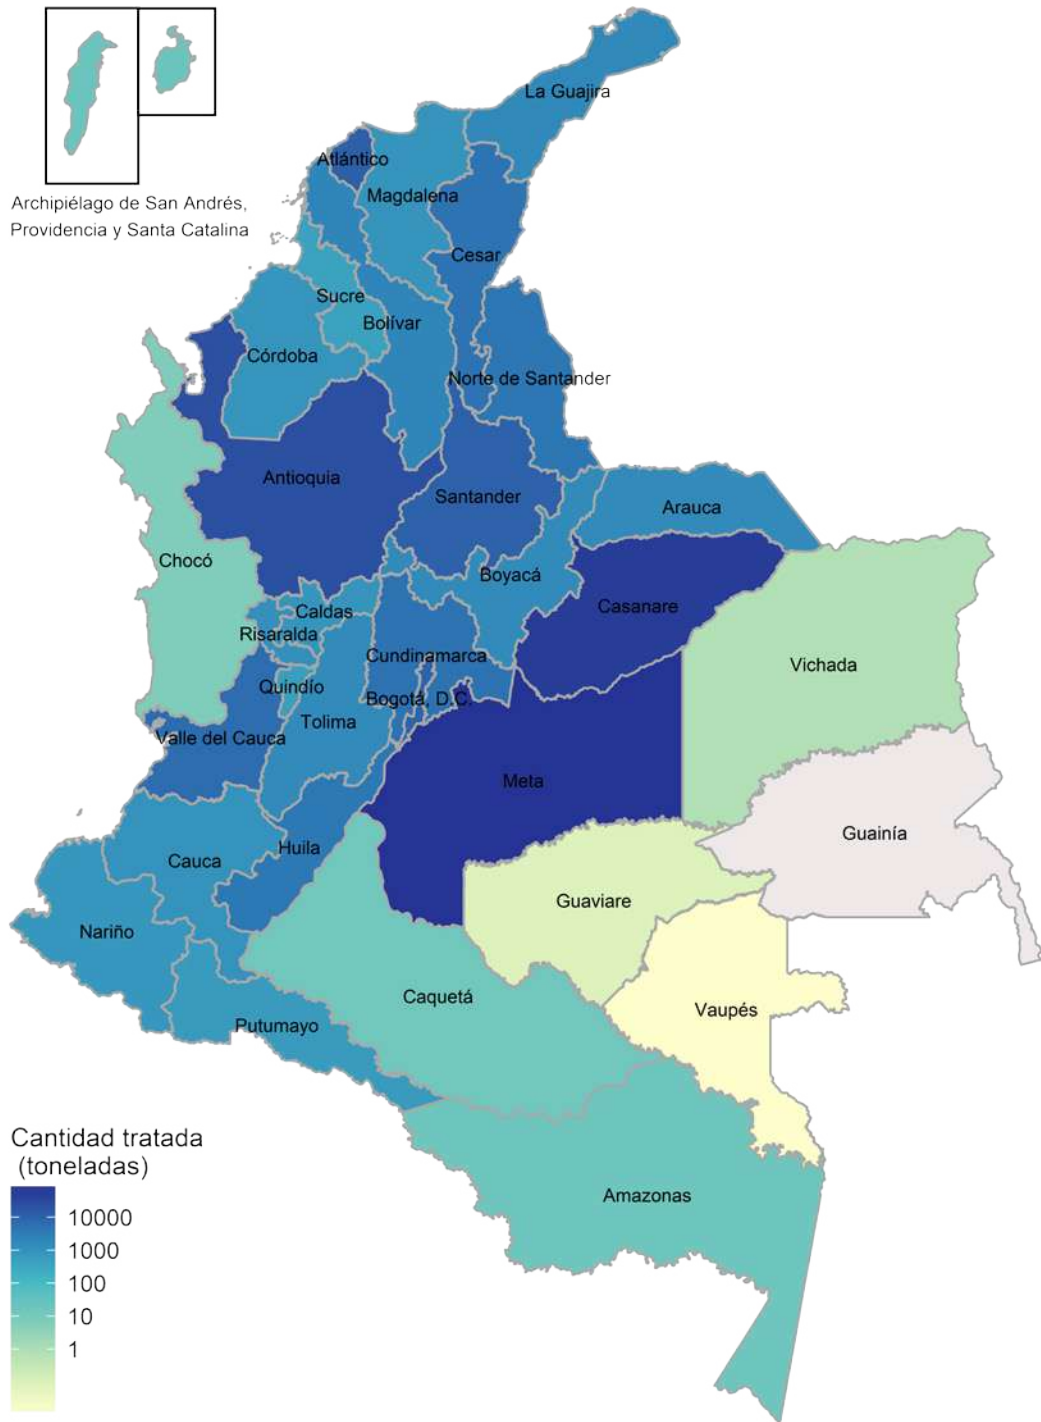 La Guajira
Atlántico
Magdalena
Archipiélago de San Andrés,
Providencia y Santa Catalina
Cesar
Sucre
Bolívar
Córdoba
Norte de Santander
Antioquia
Santander
Arauca
Chocó
Boyacá
Casanare
Caldas
Risaralda
Cundinamarca
Vichada
Quindío
Bogotá, D.C.
Tolima
Valle del Cauca
Meta
Guainía
Huila
Cauca
Guaviare
Nariño
Caquetá
Vaupés
Putumayo
Cantidad tratada
(toneladas)
Amazonas
10000
1000
100
10
1